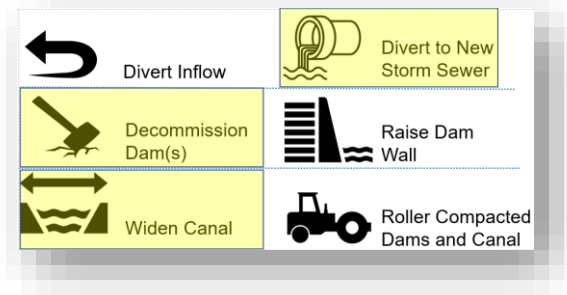 Divert Inflow
Divert to New
Storm Sewer
Decommission
Dam(s)
Raise Dam
Wall
Widen Canal
Roller Compacted
Dams and Canal